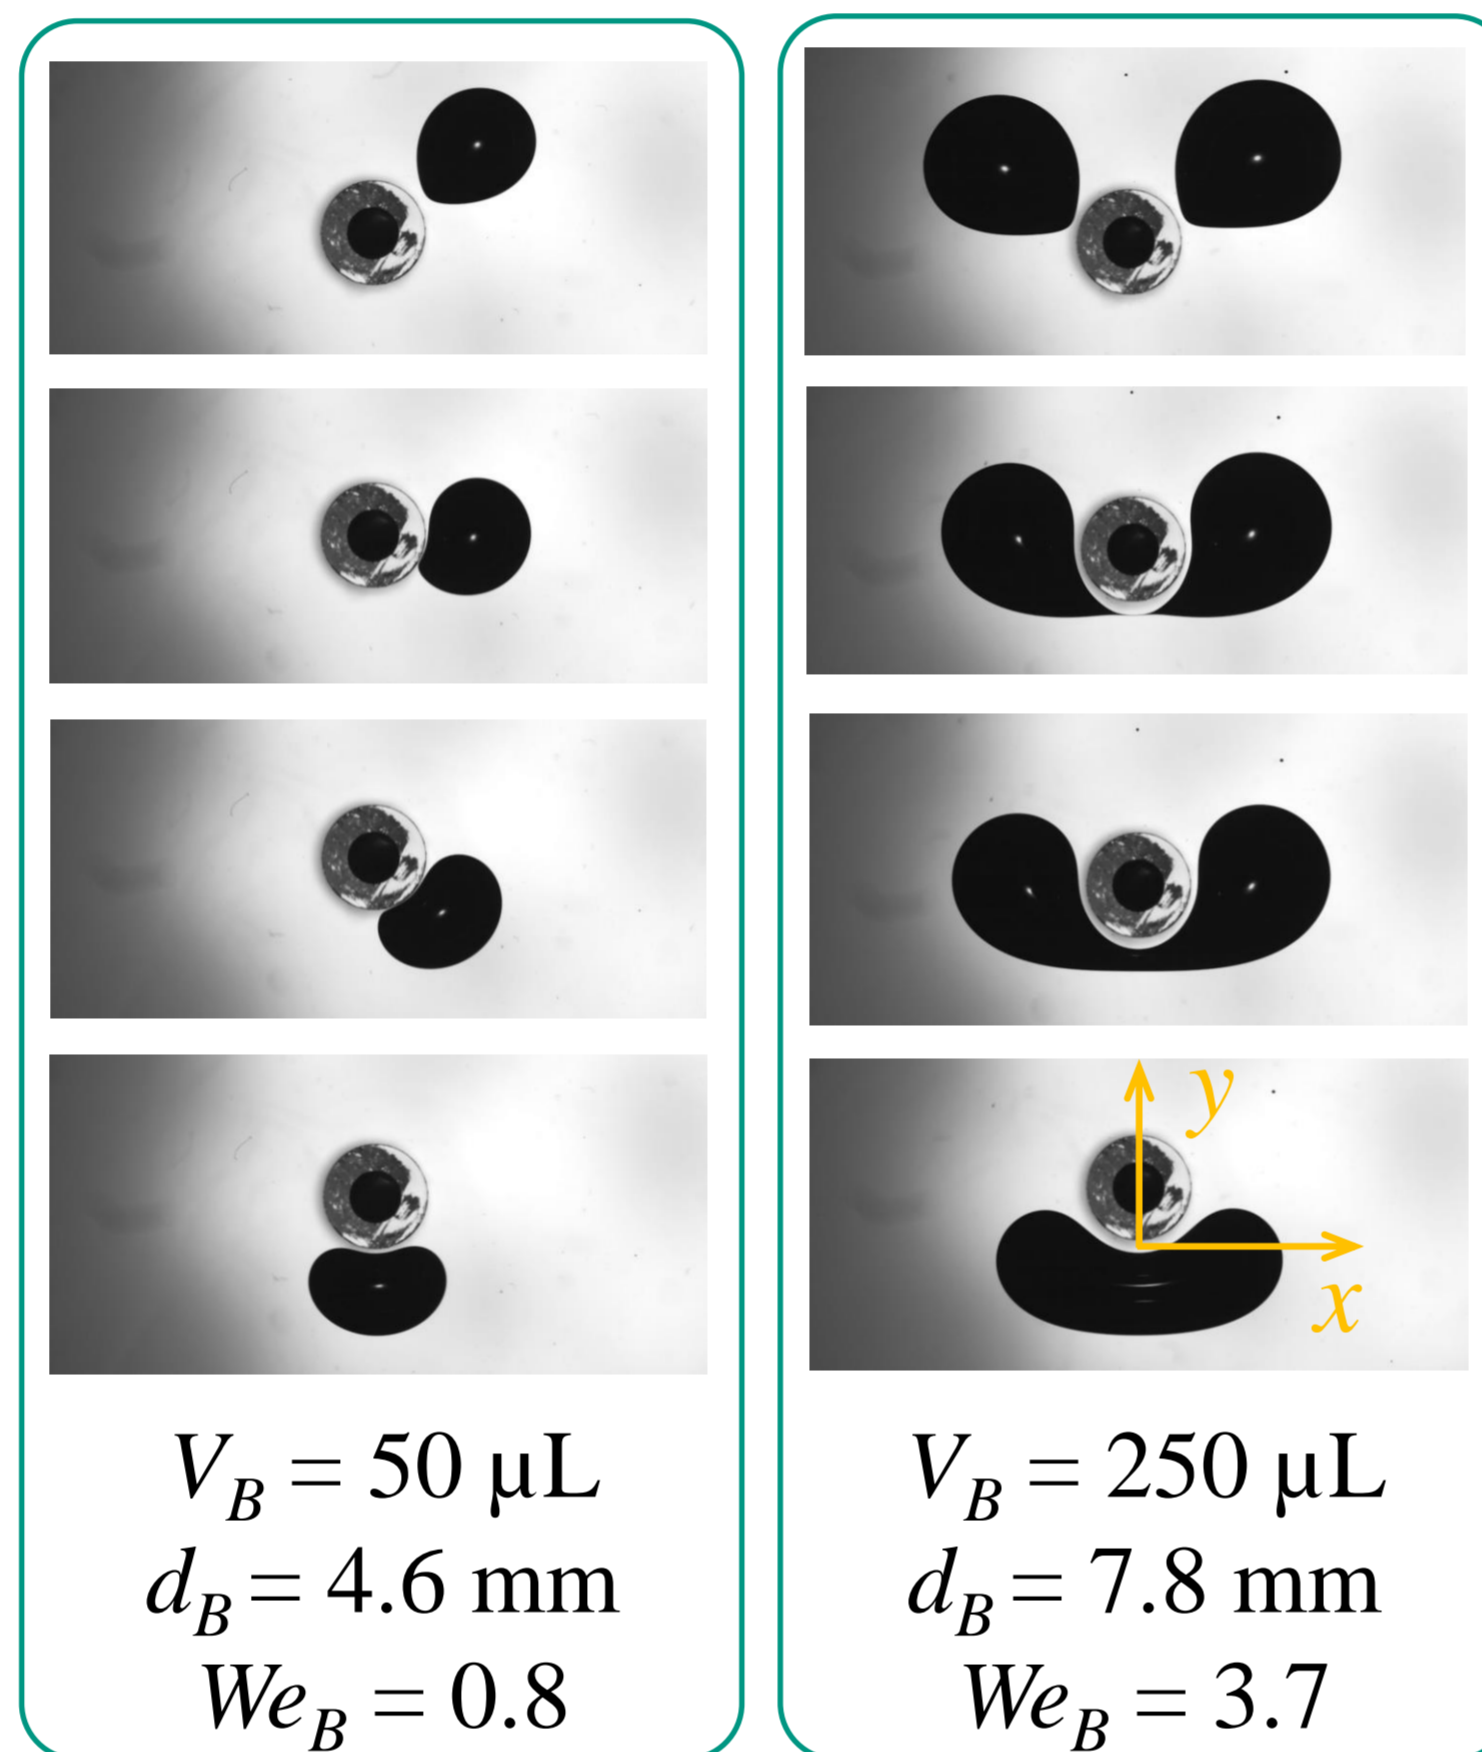 y
x
V_B = 50 µL
d_B = 4.6 mm
We_B = 0.8
V_B = 250 µL
d_B = 7.8 mm
We_B = 3.7